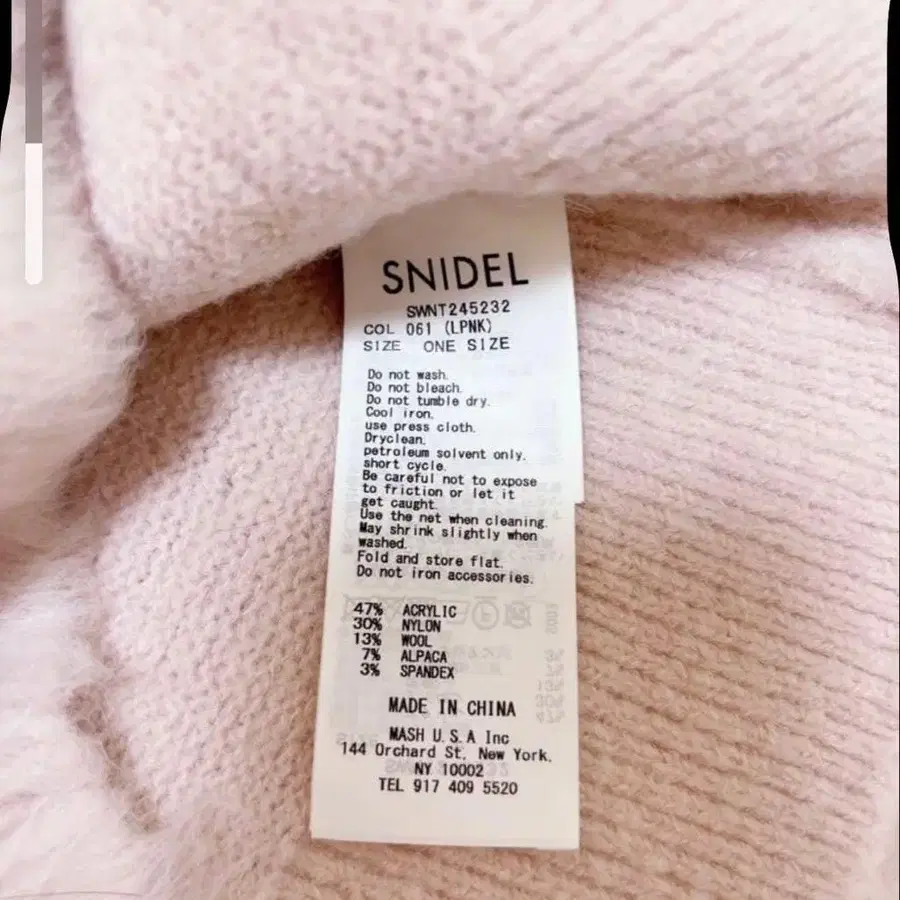 SNIDEL
SWNT245232
COL 061 (LPNK)
SIZE ONE SIZE
Do not wash.
Do not bleach.
Do not tumble dry.
Cool iron.
use press cloth.
Dryclean.
petroleum solvent only.
short cycle.
Be careful not to expose
to friction or let it
get caught.
Use the net when cleaning.
May shrink slightly when
washed.
Fold and store flat.
Do not iron accessories.
47% ACRYLIC
30% NYLON
13% WOOL
7% ALPACA
3% SPANDEX
MADE IN CHINA
MASH U.S.A Inc
144 Orchard St, New York,
NY 10002
TEL 917 409 5520